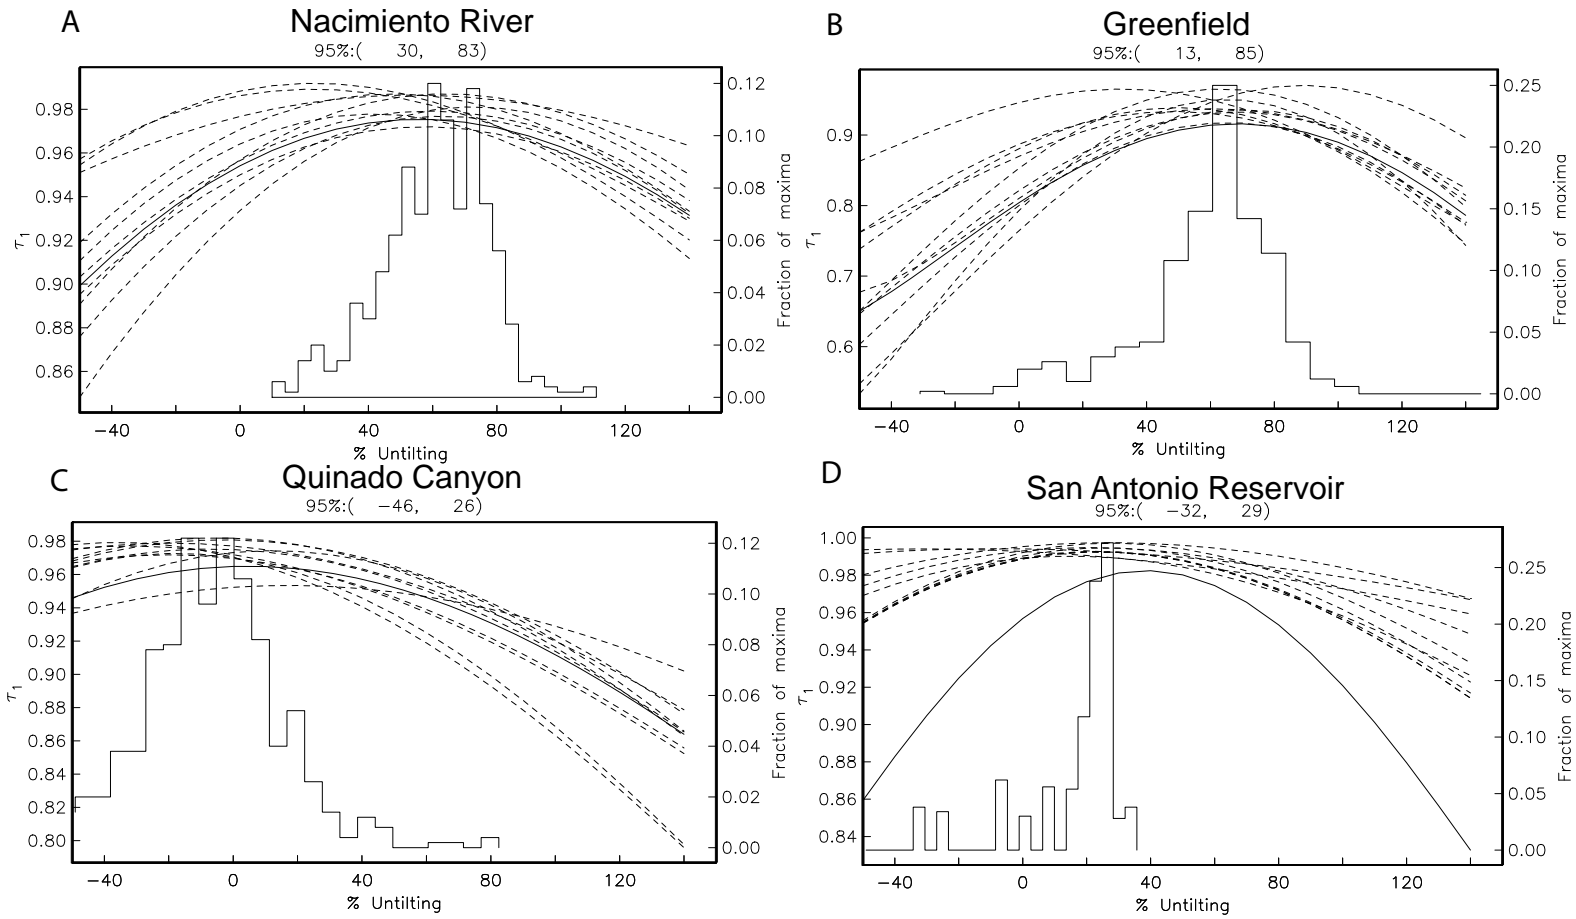 A
Nacimiento River
95%:( 30, 83)
0.98
0.96
0.94
0.92
0.90
0.88
0.86
τ1
0.12
0.10
0.08
0.06
0.04
0.02
0.00
Fraction of maxima
−40 0 40 80 120
% Untilting
B
Greenfield
95%:( 13, 85)
0.9
0.8
0.7
0.6
τ1
0.25
0.20
0.15
0.10
0.05
0.00
Fraction of maxima
−40 0 40 80 120
% Untilting
C
Quinado Canyon
95%:( −46, 26)
0.98
0.96
0.94
0.92
0.90
0.88
0.86
0.84
0.82
0.80
τ1
0.12
0.10
0.08
0.06
0.04
0.02
0.00
Fraction of maxima
−40 0 40 80 120
% Untilting
D
San Antonio Reservoir
95%:( −32, 29)
1.00
0.98
0.96
0.94
0.92
0.90
0.88
0.86
0.84
τ1
0.25
0.20
0.15
0.10
0.05
0.00
Fraction of maxima
−40 0 40 80 120
% Untilting